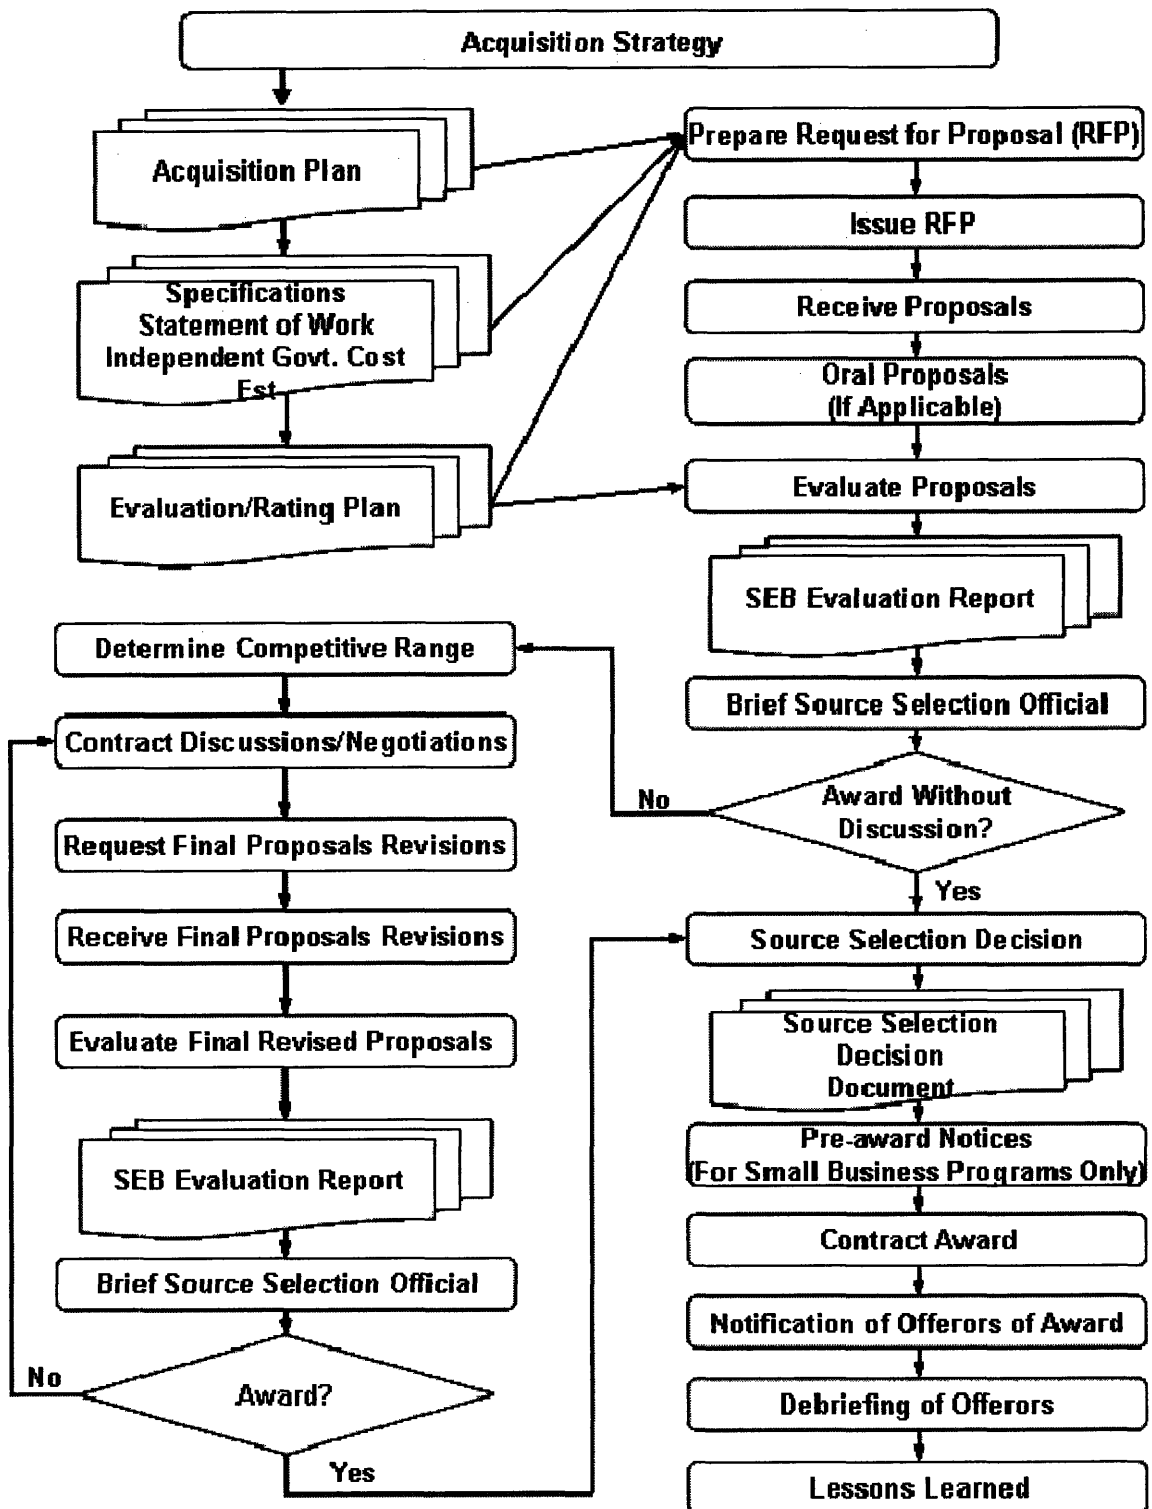 Acquisition Strategy
Acquisition Plan
Specifications
Statement of Work
Independent Govt. Cost
Est
Evaluation/Rating Plan
Prepare Request for Proposal (RFP)
Issue RFP
Receive Proposals
Oral Proposals
(If Applicable)
Evaluate Proposals
SEB Evaluation Report
Brief Source Selection Official
Award Without
Discussion?
No
Yes
Determine Competitive Range
Contract Discussions/Negotiations
Request Final Proposals Revisions
Receive Final Proposals Revisions
Evaluate Final Revised Proposals
SEB Evaluation Report
Brief Source Selection Official
Award?
No
Yes
Source Selection Decision
Source Selection
Decision
Document
Pre-award Notices
(For Small Business Programs Only)
Contract Award
Notification of Offerors of Award
Debriefing of Offerors
Lessons Learned